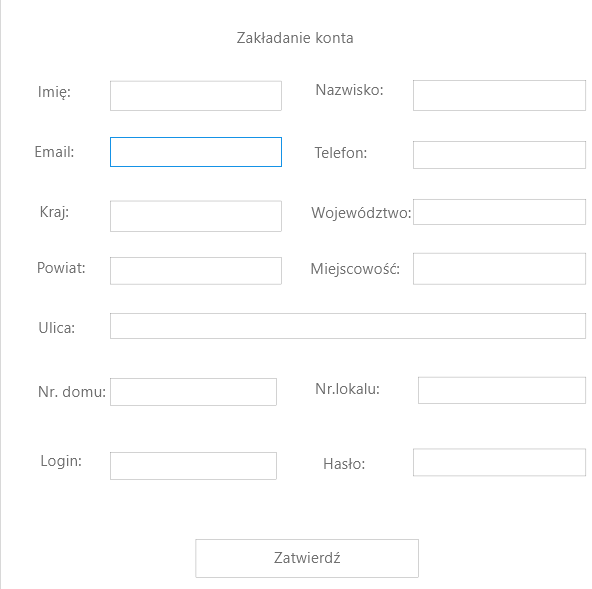 Zakładanie konta
Imię: Nazwisko:
Email: Telefon:
Kraj: Województwo:
Powiat: Miejscowość:
Ulica:
Nr. domu: Nr.lokalu:
Login: Hasło:
Zatwierdź